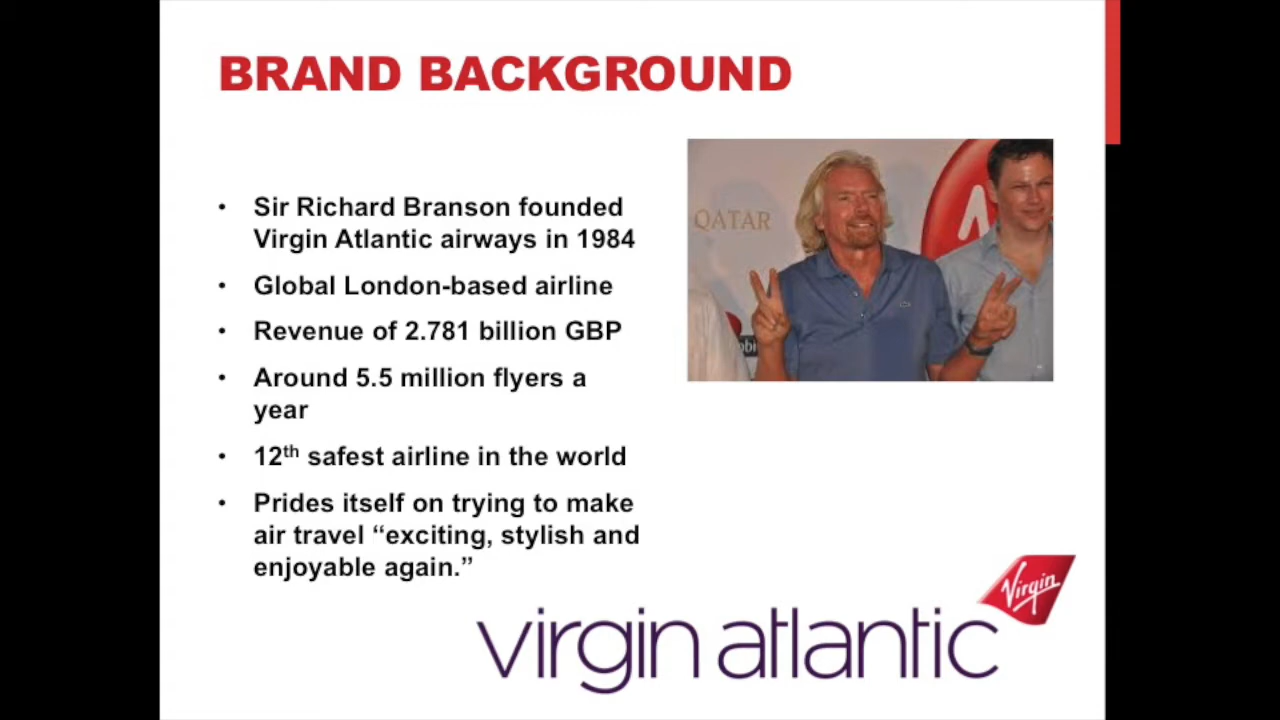 BRAND BACKGROUND
QATAR
• Sir Richard Branson founded
Virgin Atlantic airways in 1984
• Global London-based airline
• Revenue of 2.781 billion GBP
• Around 5.5 million flyers a
year
• 12th safest airline in the world
• Prides itself on trying to make
air travel “exciting, stylish and
enjoyable again.”
Virgin
virgin atlantic